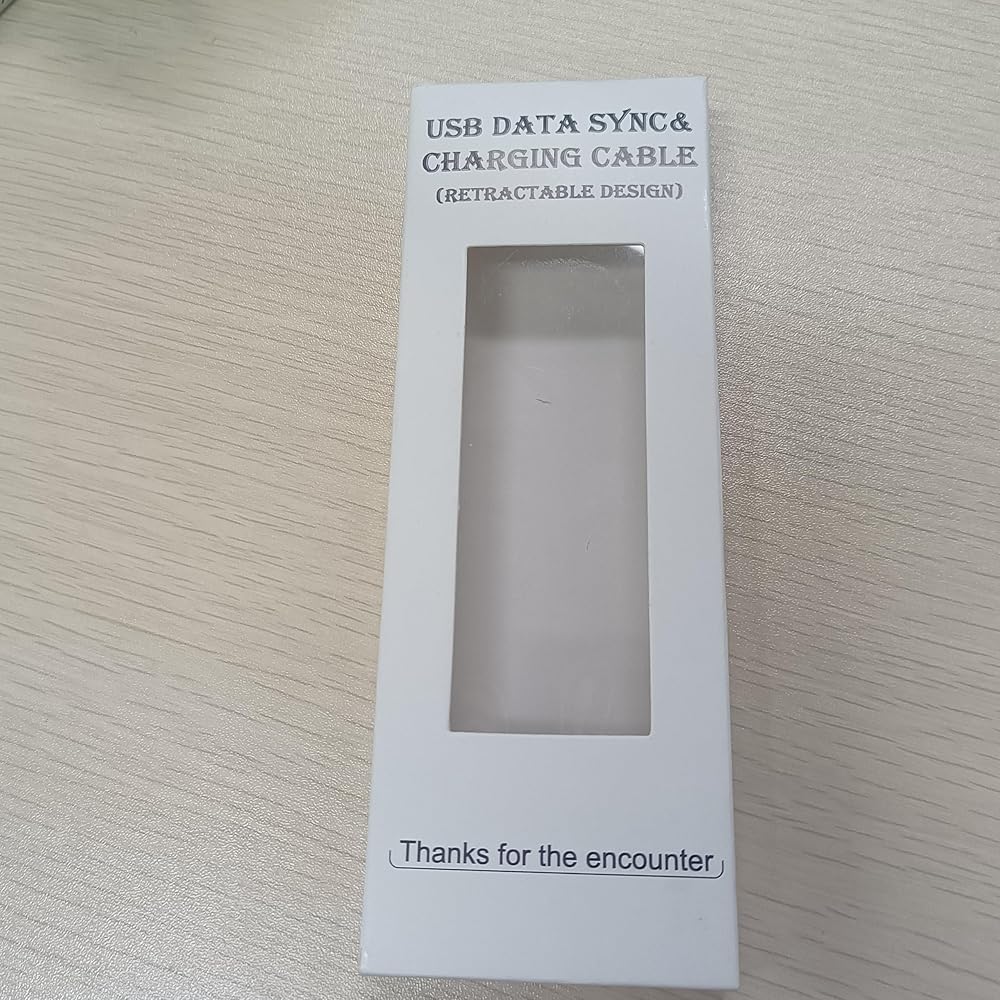 USB DATA SYNC&
CHARGING CABLE
(RETRACTABLE DESIGN)
Thanks for the encounter